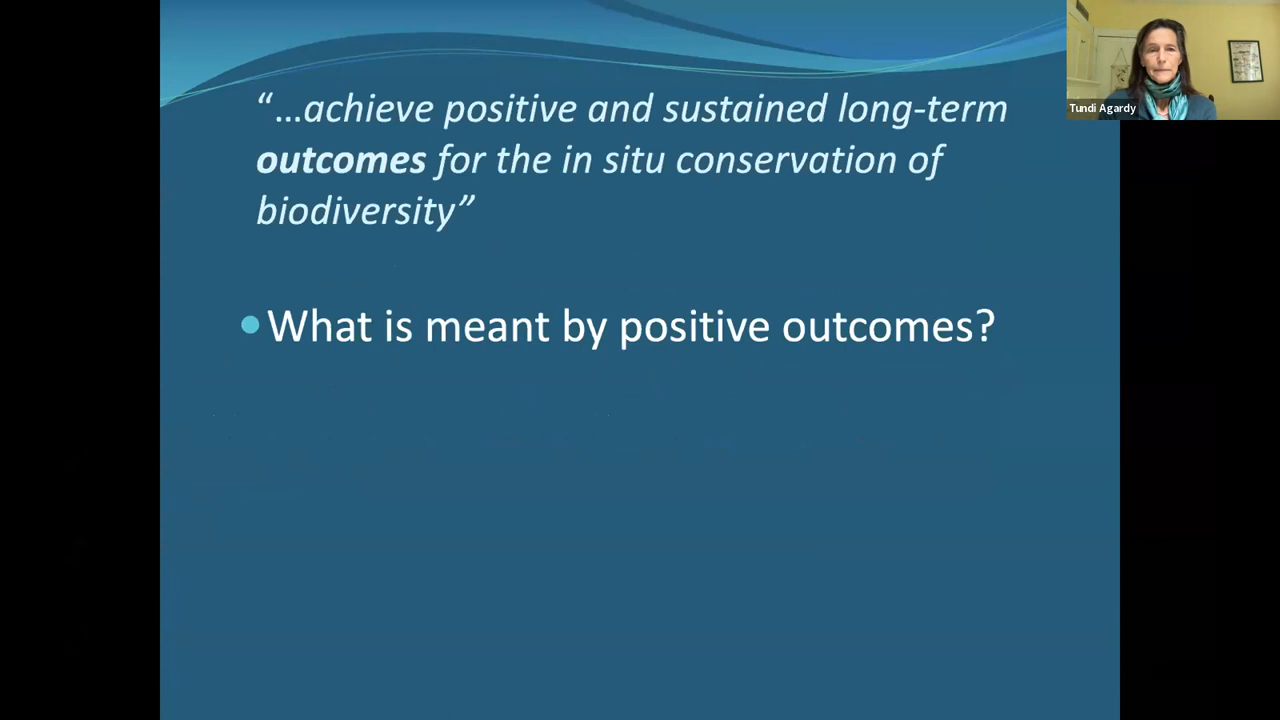 “…achieve positive and sustained long-term
outcomes for the in situ conservation of
biodiversity”
• What is meant by positive outcomes?
Tundi Agardy